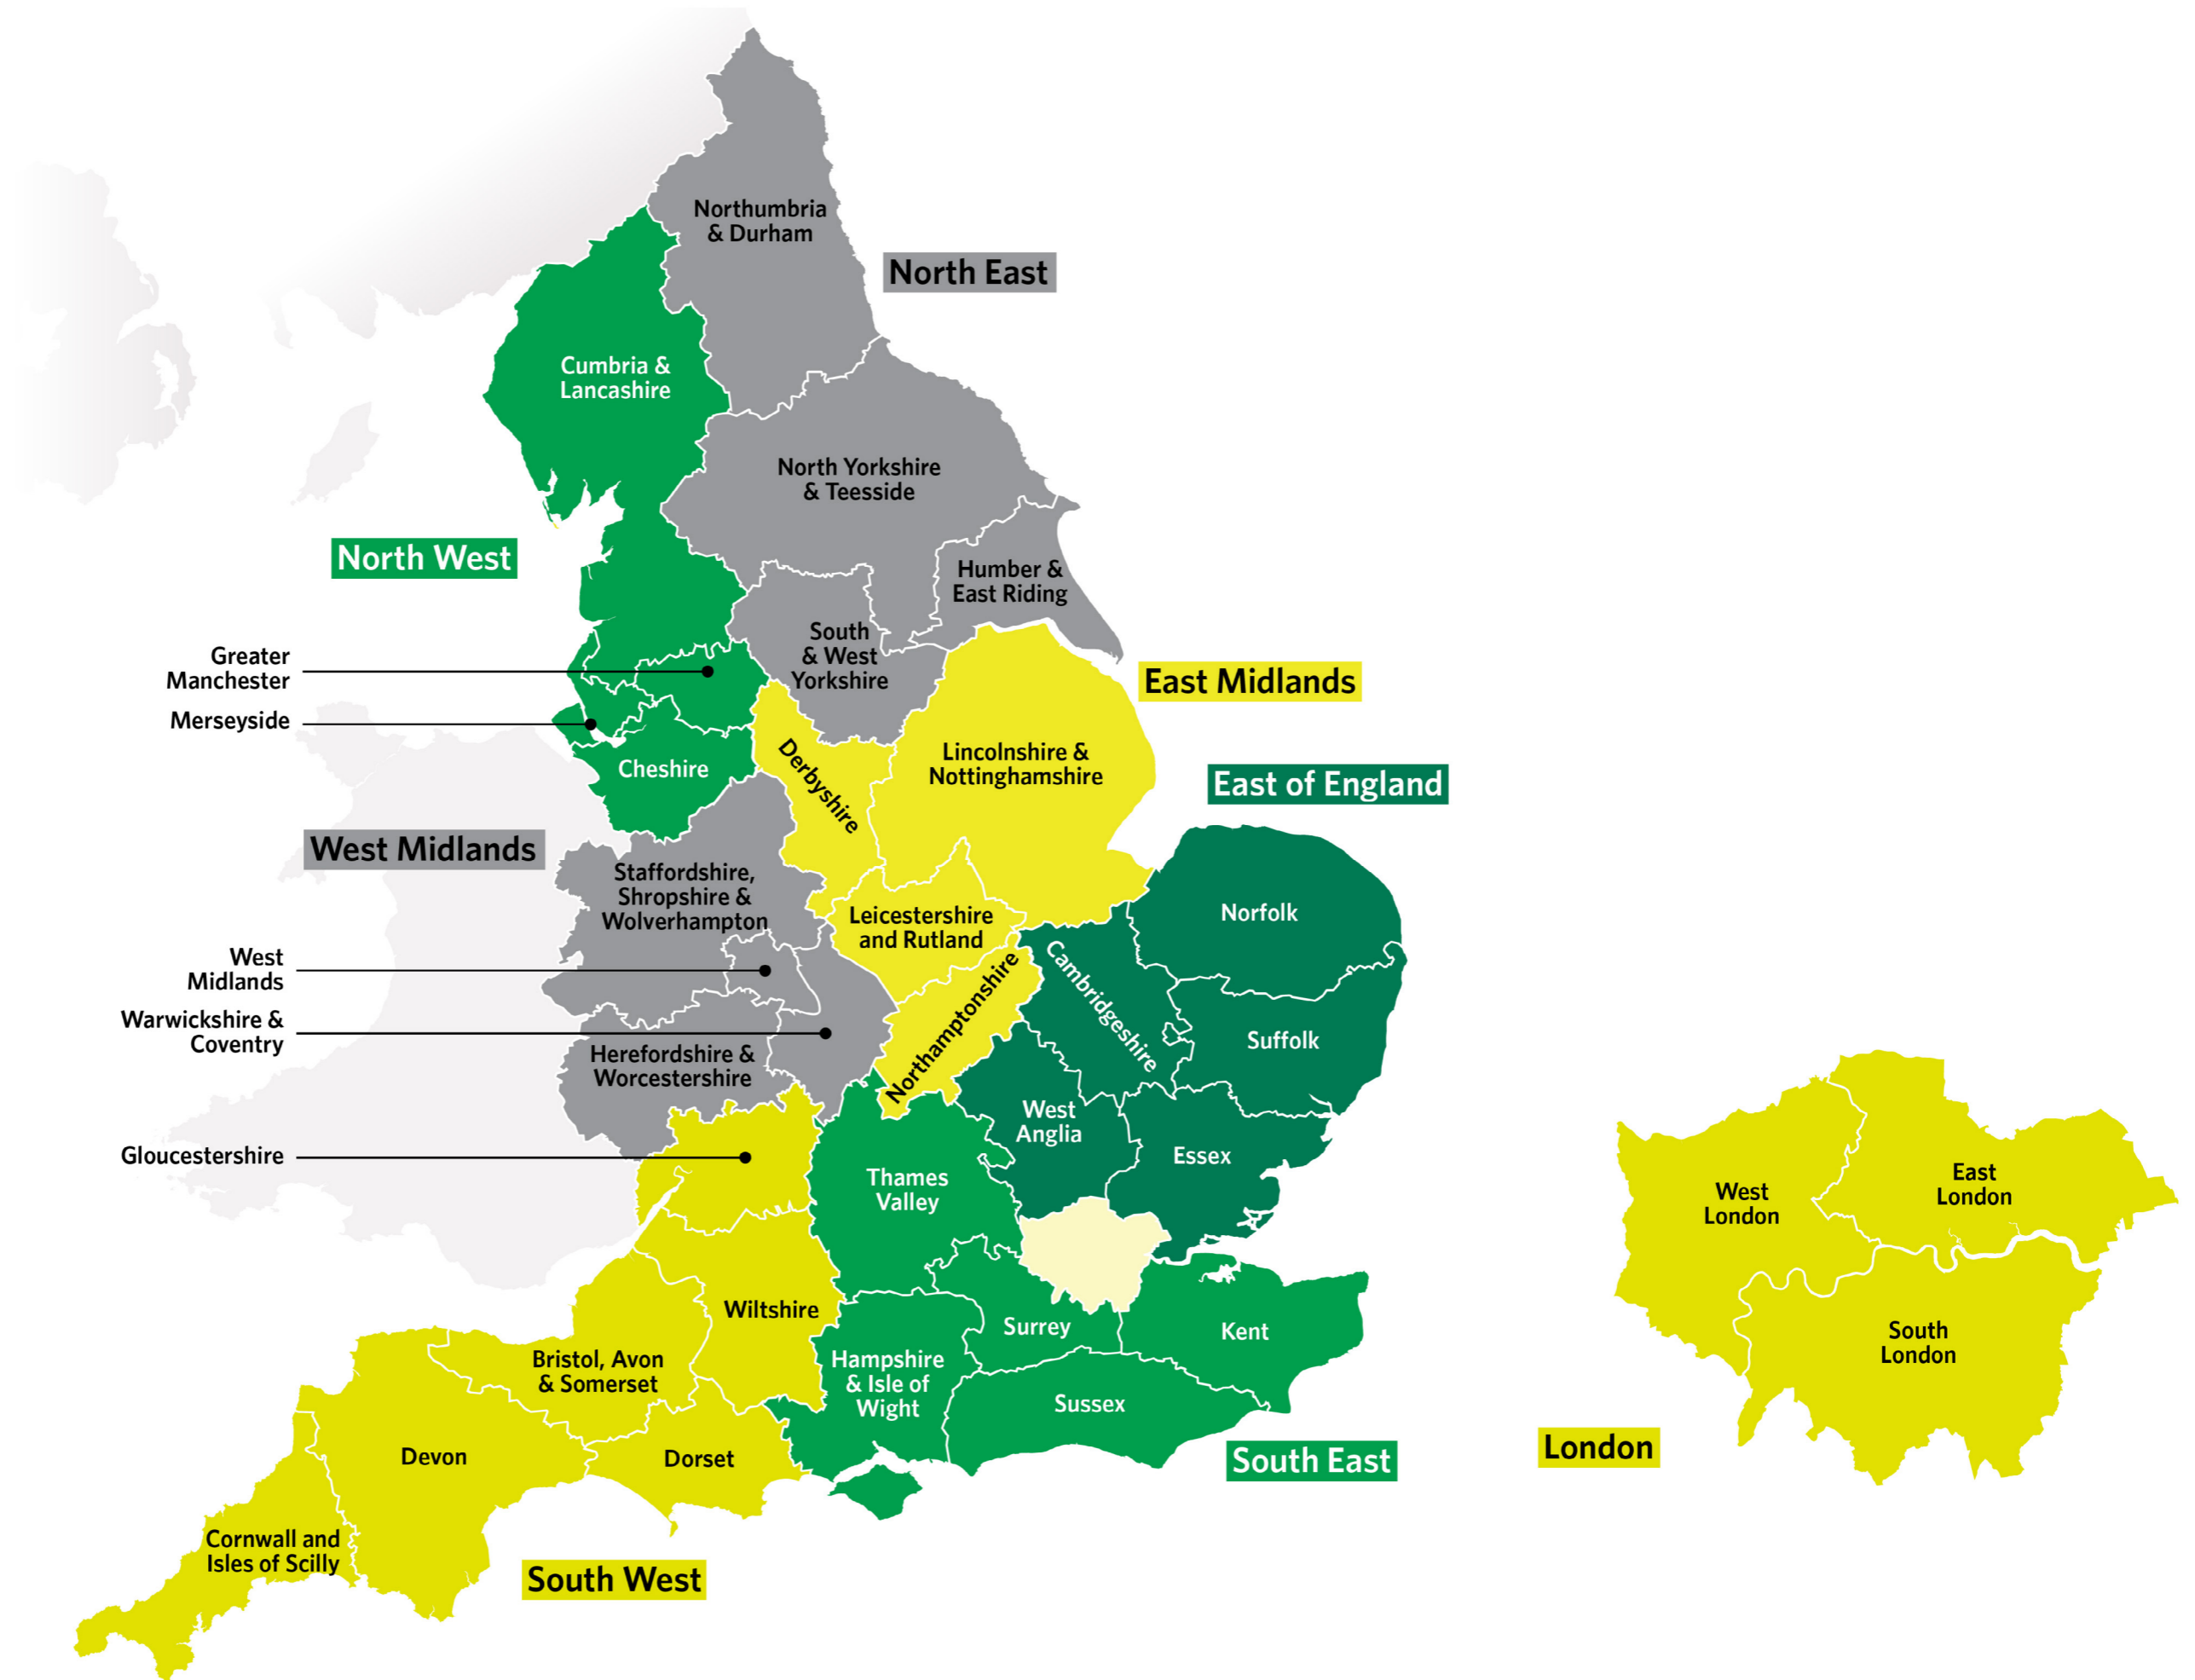 Northumbria
& Durham
North East
Cumbria &
Lancashire
North Yorkshire
& Teesside
North West
Humber &
East Riding
South
& West
Yorkshire
Greater
Manchester
Merseyside
East Midlands
Cheshire
Derbyshire
Lincolnshire &
Nottinghamshire
East of England
West Midlands
Staffordshire,
Shropshire &
Wolverhampton
Leicestershire
and Rutland
Norfolk
West
Midlands
Northamptonshire
Cambridgeshire
Warwickshire &
Coventry
Suffolk
Herefordshire &
Worcestershire
West
Anglia
Essex
Gloucestershire
Thames
Valley
West
London
East
London
Wiltshire
Surrey
Kent
South
London
Bristol, Avon
& Somerset
Hampshire
& Isle of
Wight
Sussex
Devon
Dorset
South East
London
Cornwall and
Isles of Scilly
South West